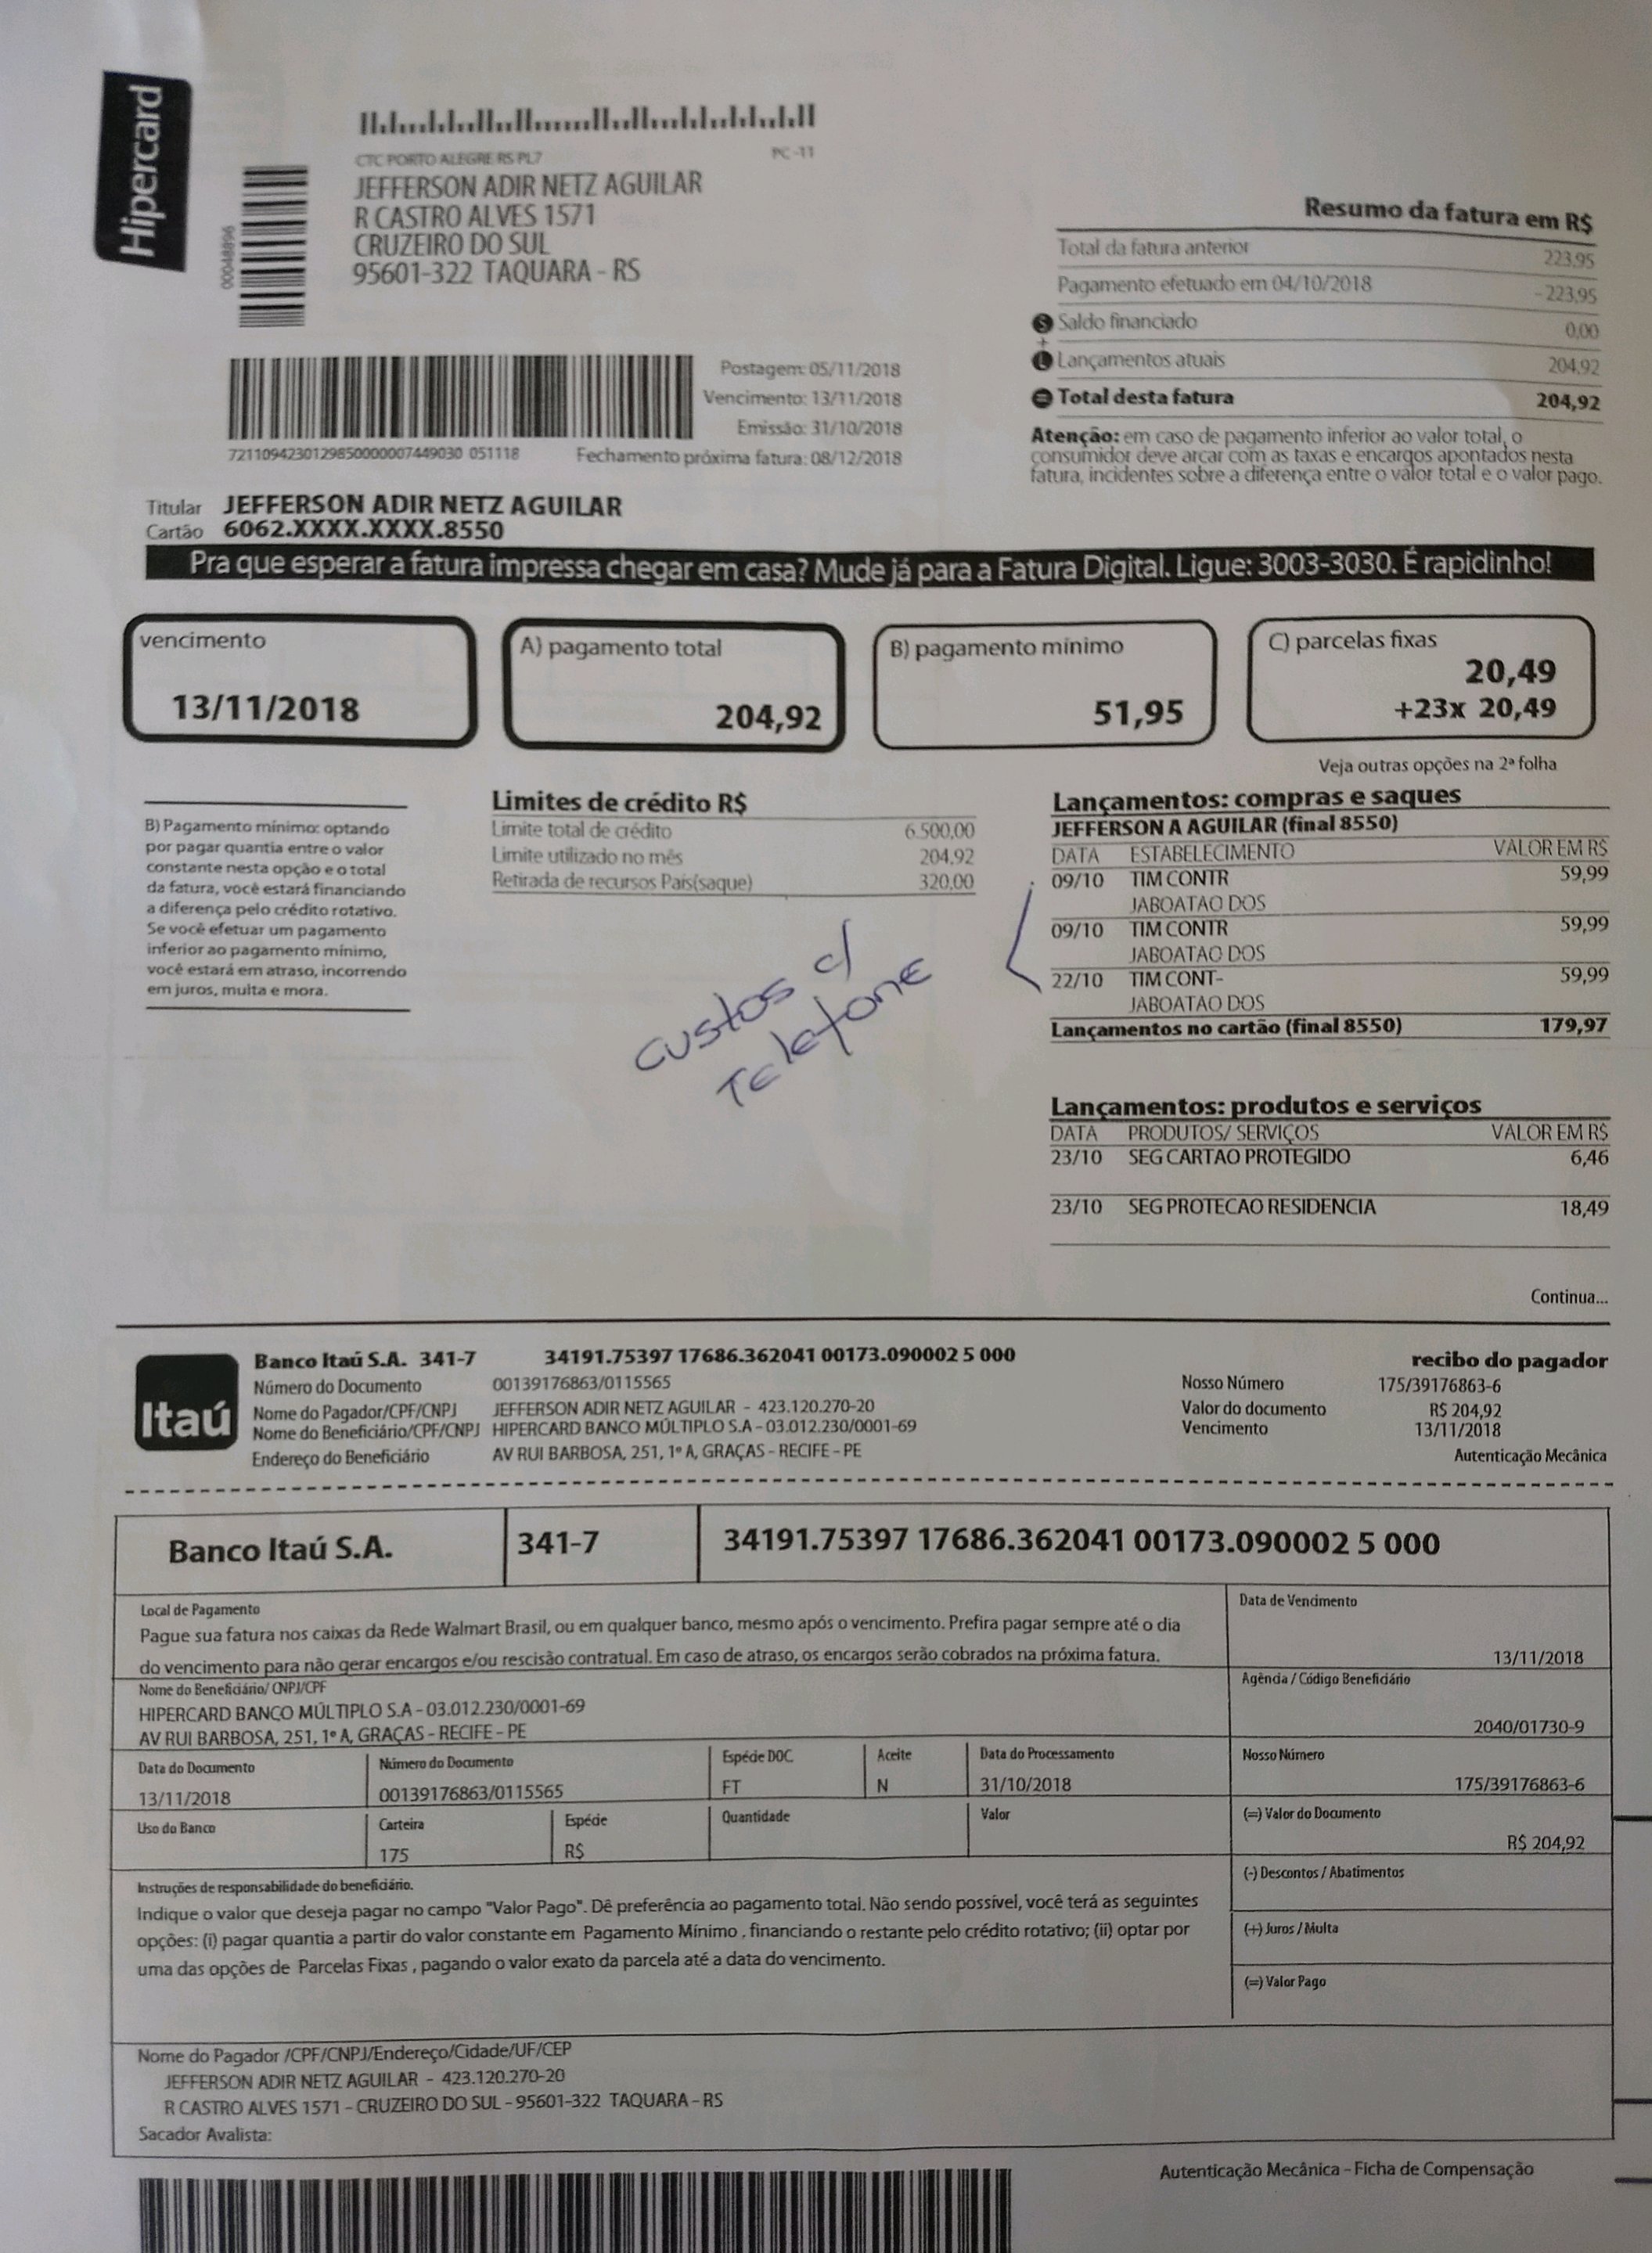 Hipercard
CTC PORTO ALEGRE RS PL7 PC -11
JEFFERSON ADIR NETZ AGUILAR
R CASTRO ALVES 1571
CRUZEIRO DO SUL
95601-322 TAQUARA - RS
00048896
Resumo da fatura em R$
Total da fatura anterior 223,95
Pagamento efetuado em 04/10/2018 -223,95
S Saldo financiado 0,00
+
L Lançamentos atuais 204,92
= Total desta fatura 204,92
Atenção: em caso de pagamento inferior ao valor total, o
consumidor deve arcar com as taxas e encargos apontados nesta
fatura, incidentes sobre a diferença entre o valor total e o valor pago.
Postagem: 05/11/2018
Vencimento: 13/11/2018
Emissão: 31/10/2018
7211094230129850000007449030 051118 Fechamento próxima fatura: 08/12/2018
Titular JEFFERSON ADIR NETZ AGUILAR
Cartão 6062.XXXX.XXXX.8550
Pra que esperar a fatura impressa chegar em casa? Mude já para a Fatura Digital. Ligue: 3003-3030. É rapidinho!
vencimento
13/11/2018
A) pagamento total
204,92
B) pagamento mínimo
51,95
C) parcelas fixas
20,49
+23x 20,49
Veja outras opções na 2ª folha
B) Pagamento mínimo: optando
por pagar quantia entre o valor
constante nesta opção e o total
da fatura, você estará financiando
a diferença pelo crédito rotativo.
Se você efetuar um pagamento
inferior ao pagamento mínimo,
você estará em atraso, incorrendo
em juros, multa e mora.
Limites de crédito R$
Limite total de crédito 6.500,00
Limite utilizado no mês 204,92
Retirada de recursos País(saque) 320,00
custos c/
Telefone
Lançamentos: compras e saques
JEFFERSON A AGUILAR (final 8550)
DATA ESTABELECIMENTO VALOR EM R$
09/10 TIM CONTR 59,99
JABOATAO DOS
09/10 TIM CONTR 59,99
JABOATAO DOS
22/10 TIM CONT- 59,99
JABOATAO DOS
Lançamentos no cartão (final 8550) 179,97
Lançamentos: produtos e serviços
DATA PRODUTOS/ SERVIÇOS VALOR EM R$
23/10 SEG CARTAO PROTEGIDO 6,46
23/10 SEG PROTECAO RESIDENCIA 18,49
Continua...
Itaú
Banco Itaú S.A. 341-7 34191.75397 17686.362041 00173.090002 5 000 recibo do pagador
Número do Documento 00139176863/0115565 Nosso Número 175/39176863-6
Nome do Pagador/CPF/CNPJ JEFFERSON ADIR NETZ AGUILAR - 423.120.270-20 Valor do documento R$ 204,92
Nome do Beneficiário/CPF/CNPJ HIPERCARD BANCO MÚLTIPLO S.A - 03.012.230/0001-69 Vencimento 13/11/2018
Endereço do Beneficiário AV RUI BARBOSA, 251, 1º A, GRAÇAS - RECIFE - PE Autenticação Mecânica
Banco Itaú S.A. 341-7 34191.75397 17686.362041 00173.090002 5 000
Local de Pagamento
Pague sua fatura nos caixas da Rede Walmart Brasil, ou em qualquer banco, mesmo após o vencimento. Prefira pagar sempre até o dia
do vencimento para não gerar encargos e/ou rescisão contratual. Em caso de atraso, os encargos serão cobrados na próxima fatura.
Data de Vencimento
13/11/2018
Nome do Beneficiário/ CNPJ/CPF
HIPERCARD BANCO MÚLTIPLO S.A - 03.012.230/0001-69
AV RUI BARBOSA, 251, 1º A, GRAÇAS - RECIFE - PE
Agência / Código Beneficiário
2040/01730-9
Data do Documento Número do Documento Espécie DOC Aceite Data do Processamento Nosso Número
13/11/2018 00139176863/0115565 FT N 31/10/2018 175/39176863-6
Uso do Banco Carteira Espécie Quantidade Valor (=) Valor do Documento
175 R$ R$ 204,92
Instruções de responsabilidade do beneficiário.
Indique o valor que deseja pagar no campo "Valor Pago". Dê preferência ao pagamento total. Não sendo possível, você terá as seguintes
opções: (i) pagar quantia a partir do valor constante em Pagamento Mínimo , financiando o restante pelo crédito rotativo; (ii) optar por
uma das opções de Parcelas Fixas , pagando o valor exato da parcela até a data do vencimento.
(-) Descontos / Abatimentos
(+) Juros / Multa
(=) Valor Pago
Nome do Pagador /CPF/CNPJ/Endereço/Cidade/UF/CEP
JEFFERSON ADIR NETZ AGUILAR - 423.120.270-20
R CASTRO ALVES 1571 - CRUZEIRO DO SUL - 95601-322 TAQUARA - RS
Sacador Avalista:
Autenticação Mecânica - Ficha de Compensação